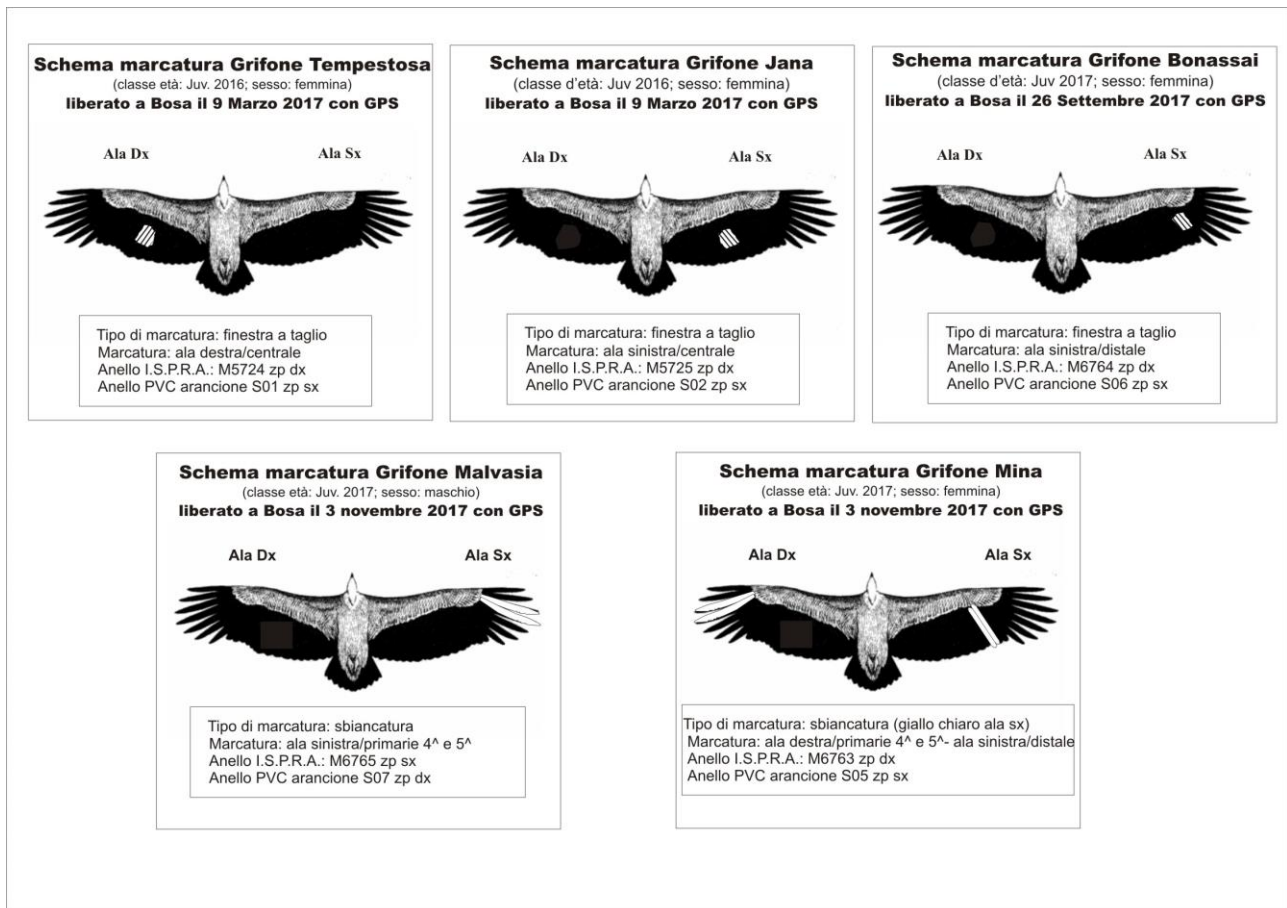 Schema marcatura Grifone Tempestosa
(classe età: Juv. 2016; sesso: femmina)
liberato a Bosa il 9 Marzo 2017 con GPS
Ala Dx
Ala Sx
Tipo di marcatura: finestra a taglio
Marcatura: ala destra/centrale
Anello I.S.P.R.A.: M5724 zp dx
Anello PVC arancione S01 zp sx
Schema marcatura Grifone Jana
(classe d'età: Juv 2016; sesso: femmina)
liberato a Bosa il 9 Marzo 2017 con GPS
Ala Dx
Ala Sx
Tipo di marcatura: finestra a taglio
Marcatura: ala sinistra/centrale
Anello I.S.P.R.A.: M5725 zp dx
Anello PVC arancione S02 zp sx
Schema marcatura Grifone Bonassai
(classe d'età: Juv 2017; sesso: femmina)
liberato a Bosa il 26 Settembre 2017 con GPS
Ala Dx
Ala Sx
Tipo di marcatura: finestra a taglio
Marcatura: ala sinistra/distale
Anello I.S.P.R.A.: M6764 zp dx
Anello PVC arancione S06 zp sx
Schema marcatura Grifone Malvasia
(classe età: Juv. 2017; sesso: maschio)
liberato a Bosa il 3 novembre 2017 con GPS
Ala Dx
Ala Sx
Tipo di marcatura: sbiancatura
Marcatura: ala sinistra/primarie 4^ e 5^
Anello I.S.P.R.A.: M6765 zp sx
Anello PVC arancione S07 zp dx
Schema marcatura Grifone Mina
(classe età: Juv. 2017; sesso: femmina)
liberato a Bosa il 3 novembre 2017 con GPS
Ala Dx
Ala Sx
Tipo di marcatura: sbiancatura (giallo chiaro ala sx)
Marcatura: ala destra/primarie 4^ e 5^- ala sinistra/distale
Anello I.S.P.R.A.: M6763 zp dx
Anello PVC arancione S05 zp sx